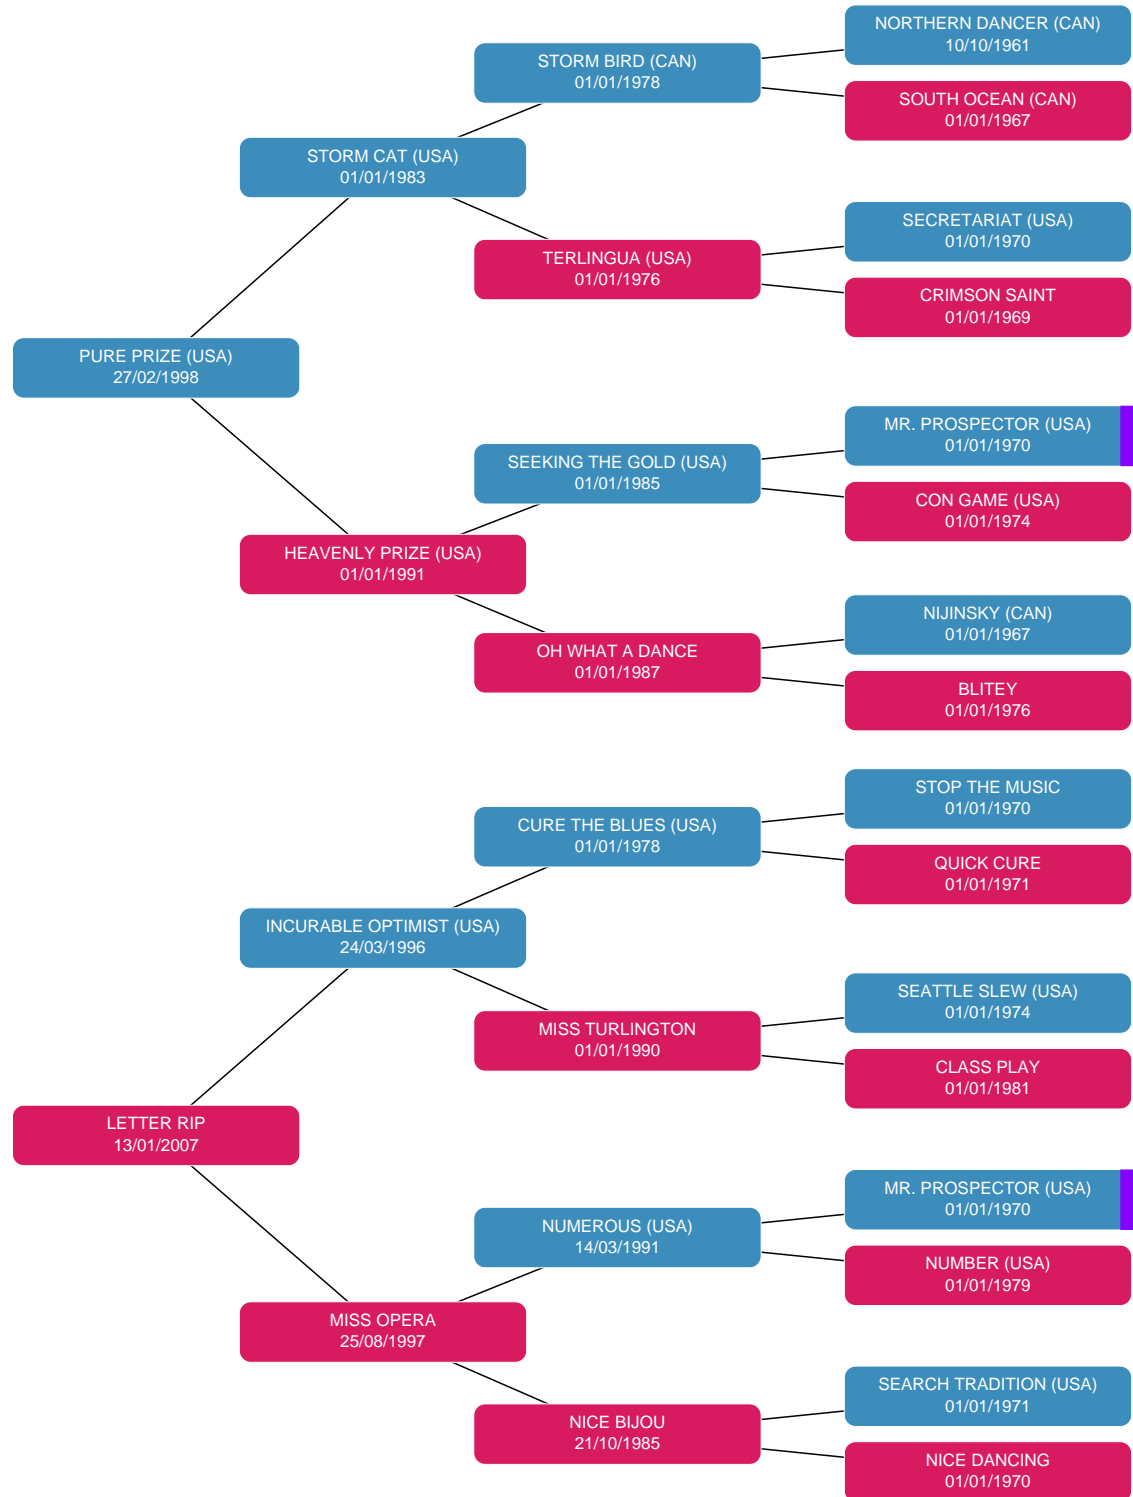 NORTHERN DANCER (CAN)
10/10/1961
STORM BIRD (CAN)
01/01/1978
SOUTH OCEAN (CAN)
01/01/1967
STORM CAT (USA)
01/01/1983
SECRETARIAT (USA)
01/01/1970
TERLINGUA (USA)
01/01/1976
CRIMSON SAINT
01/01/1969
PURE PRIZE (USA)
27/02/1998
MR. PROSPECTOR (USA)
01/01/1970
SEEKING THE GOLD (USA)
01/01/1985
CON GAME (USA)
01/01/1974
HEAVENLY PRIZE (USA)
01/01/1991
NIJINSKY (CAN)
01/01/1967
OH WHAT A DANCE
01/01/1987
BLITEY
01/01/1976
STOP THE MUSIC
01/01/1970
CURE THE BLUES (USA)
01/01/1978
QUICK CURE
01/01/1971
INCURABLE OPTIMIST (USA)
24/03/1996
SEATTLE SLEW (USA)
01/01/1974
MISS TURLINGTON
01/01/1990
CLASS PLAY
01/01/1981
LETTER RIP
13/01/2007
MR. PROSPECTOR (USA)
01/01/1970
NUMEROUS (USA)
14/03/1991
NUMBER (USA)
01/01/1979
MISS OPERA
25/08/1997
SEARCH TRADITION (USA)
01/01/1971
NICE BIJOU
21/10/1985
NICE DANCING
01/01/1970